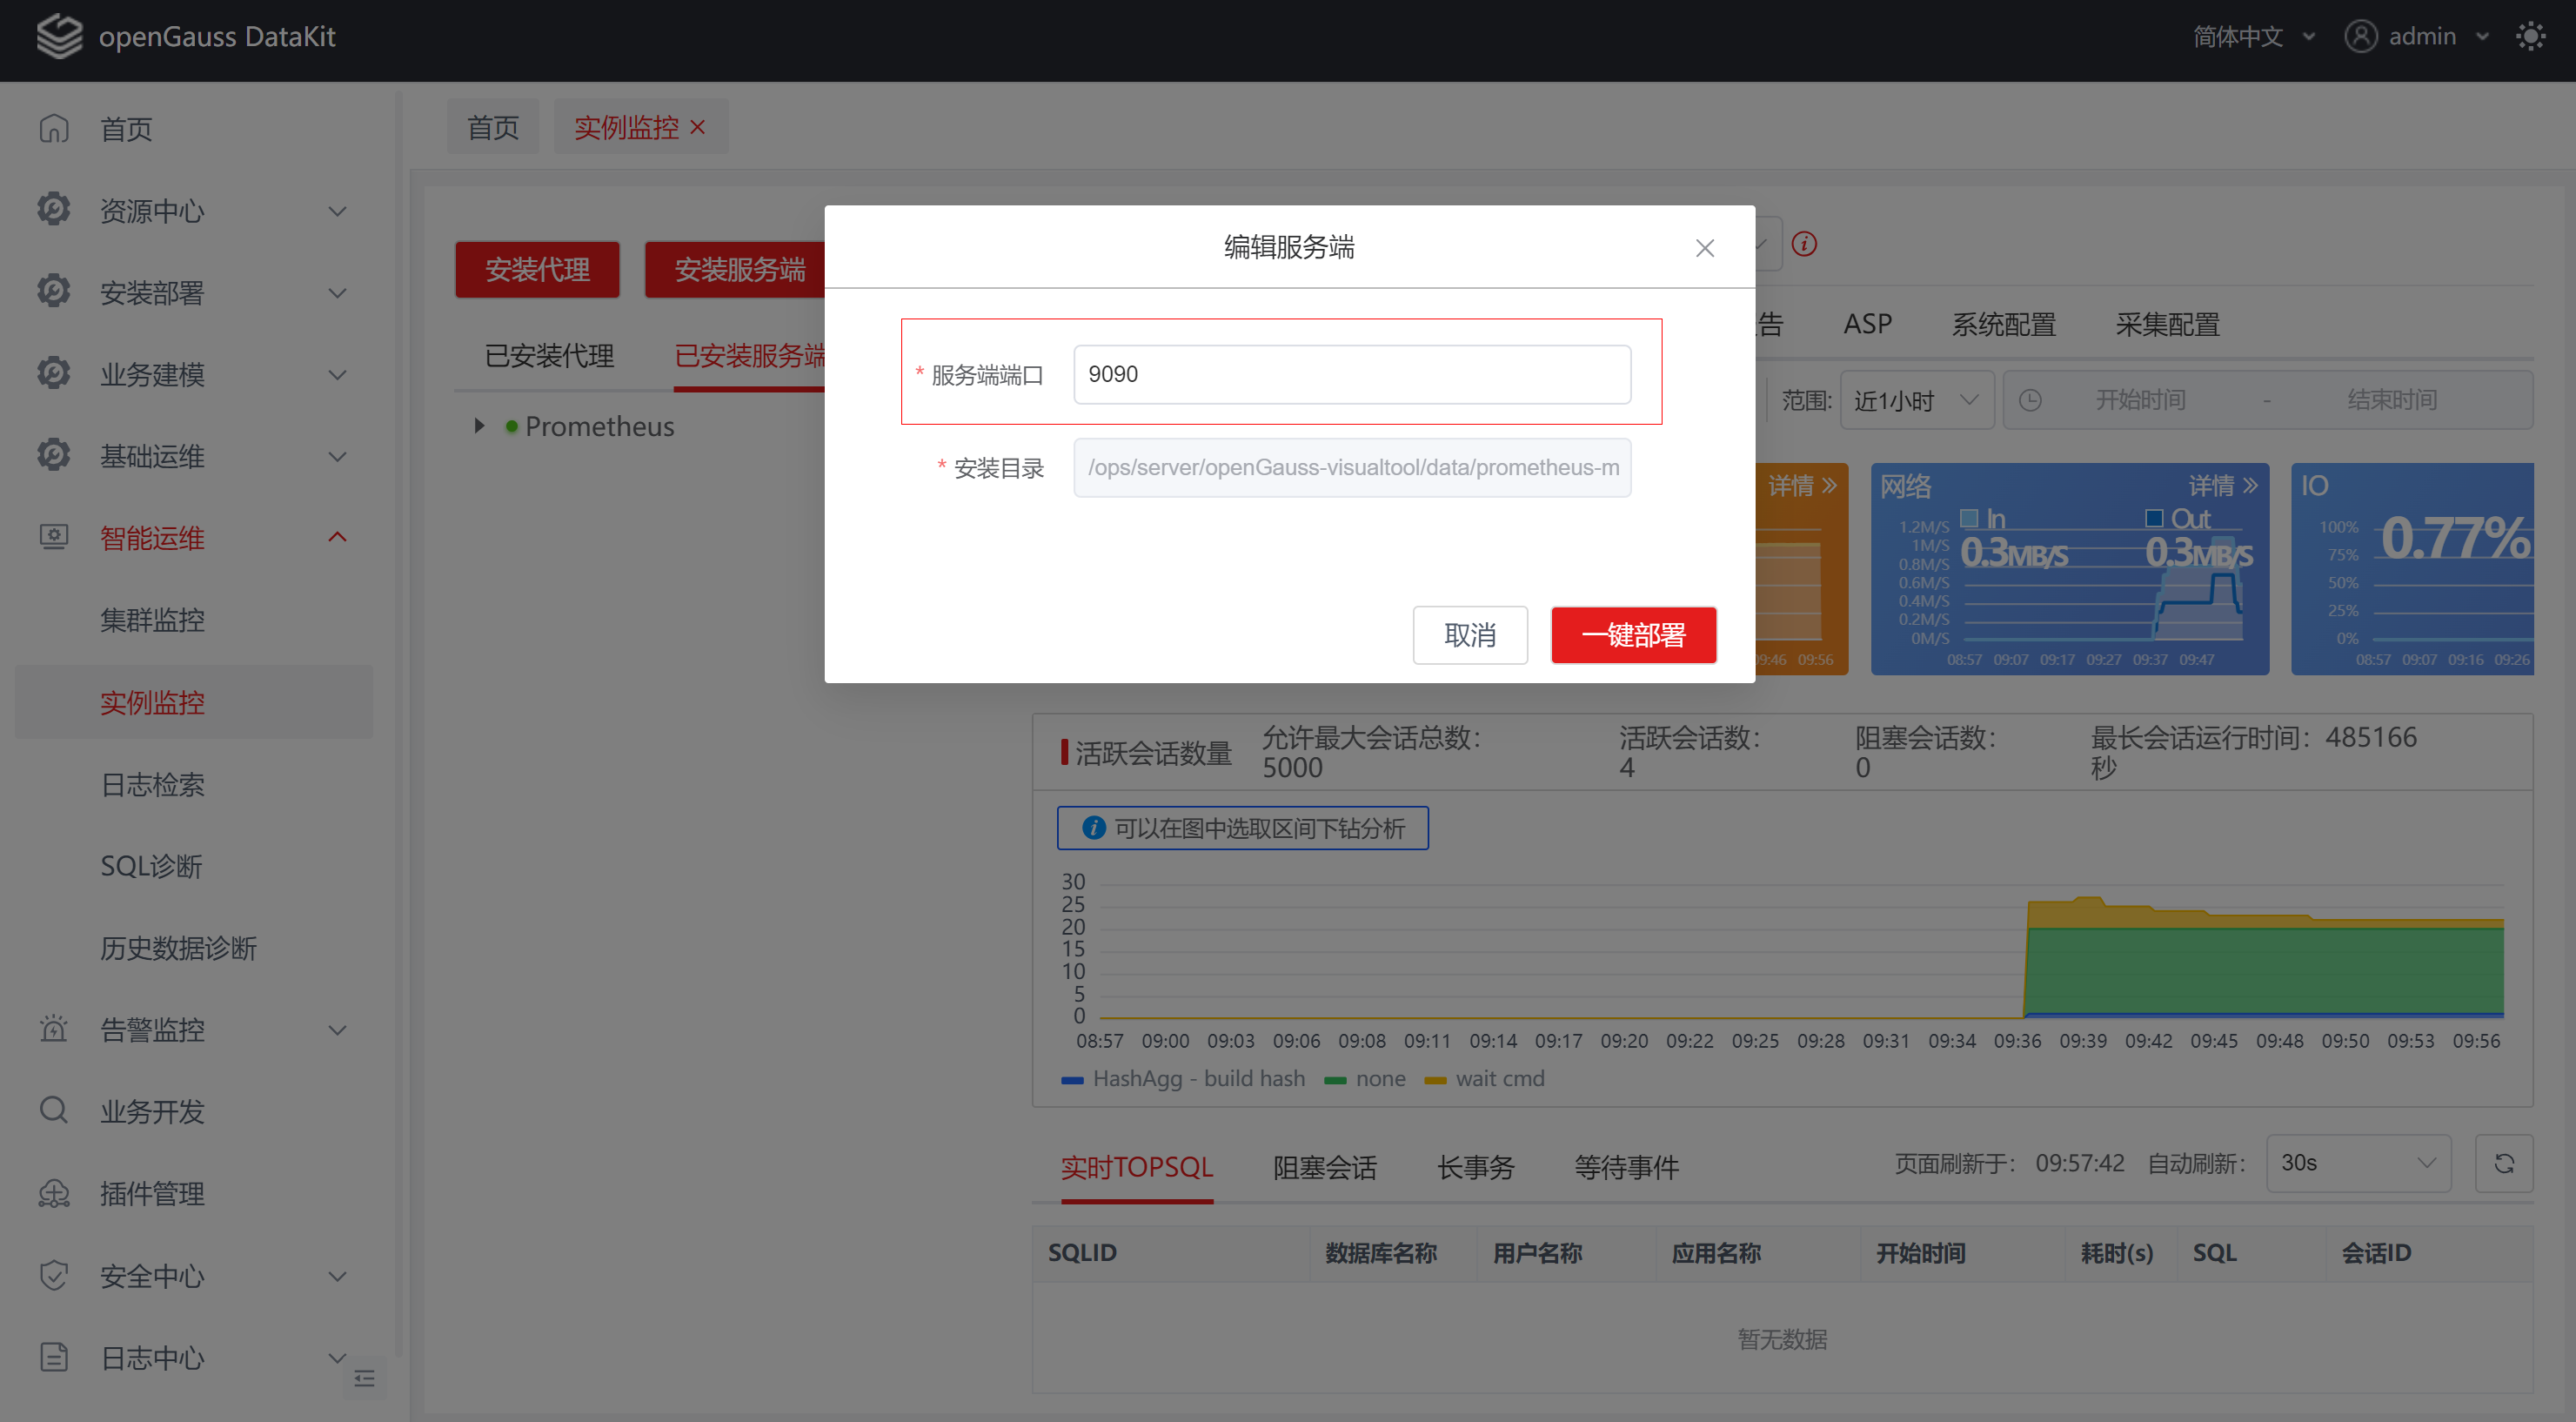 openGauss DataKit
简体中文
admin
首页
资源中心
安装部署
业务建模
基础运维
智能运维
集群监控
实例监控
日志检索
SQL诊断
历史数据诊断
告警监控
业务开发
插件管理
安全中心
日志中心
首页
实例监控
安装代理
安装服务端
已安装代理
已安装服务端
Prometheus
编辑服务端
* 服务端端口
9090
* 安装目录
/ops/server/openGauss-visualtool/data/prometheus-m
取消
一键部署
告
ASP
系统配置
采集配置
范围:
近1小时
开始时间
-
结束时间
详情
09:56
网络
详情
In
Out
0.3MB/S
0.3MB/S
1.2M/S
1M/S
0.8M/S
0.6M/S
0.4M/S
0.2M/S
0M/S
08:57 09:07 09:17 09:27 09:37 09:47
IO
0.77%
100%
75%
50%
25%
0%
08:57 09:07 09:16 09:26
活跃会话数量
允许最大会话总数：
5000
活跃会话数：
4
阻塞会话数：
0
最长会话运行时间：485166
秒
可以在图中选取区间下钻分析
30
25
20
15
10
5
0
08:57 09:00 09:03 09:06 09:08 09:11 09:14 09:17 09:20 09:22 09:25 09:28 09:31 09:34 09:36 09:39 09:42 09:45 09:48 09:50 09:53 09:56
HashAgg - build hash none wait cmd
实时TOPSQL
阻塞会话
长事务
等待事件
页面刷新于： 09:57:42 自动刷新：
30s
SQLID 数据库名称 用户名称 应用名称 开始时间 耗时(s) SQL 会话ID
暂无数据